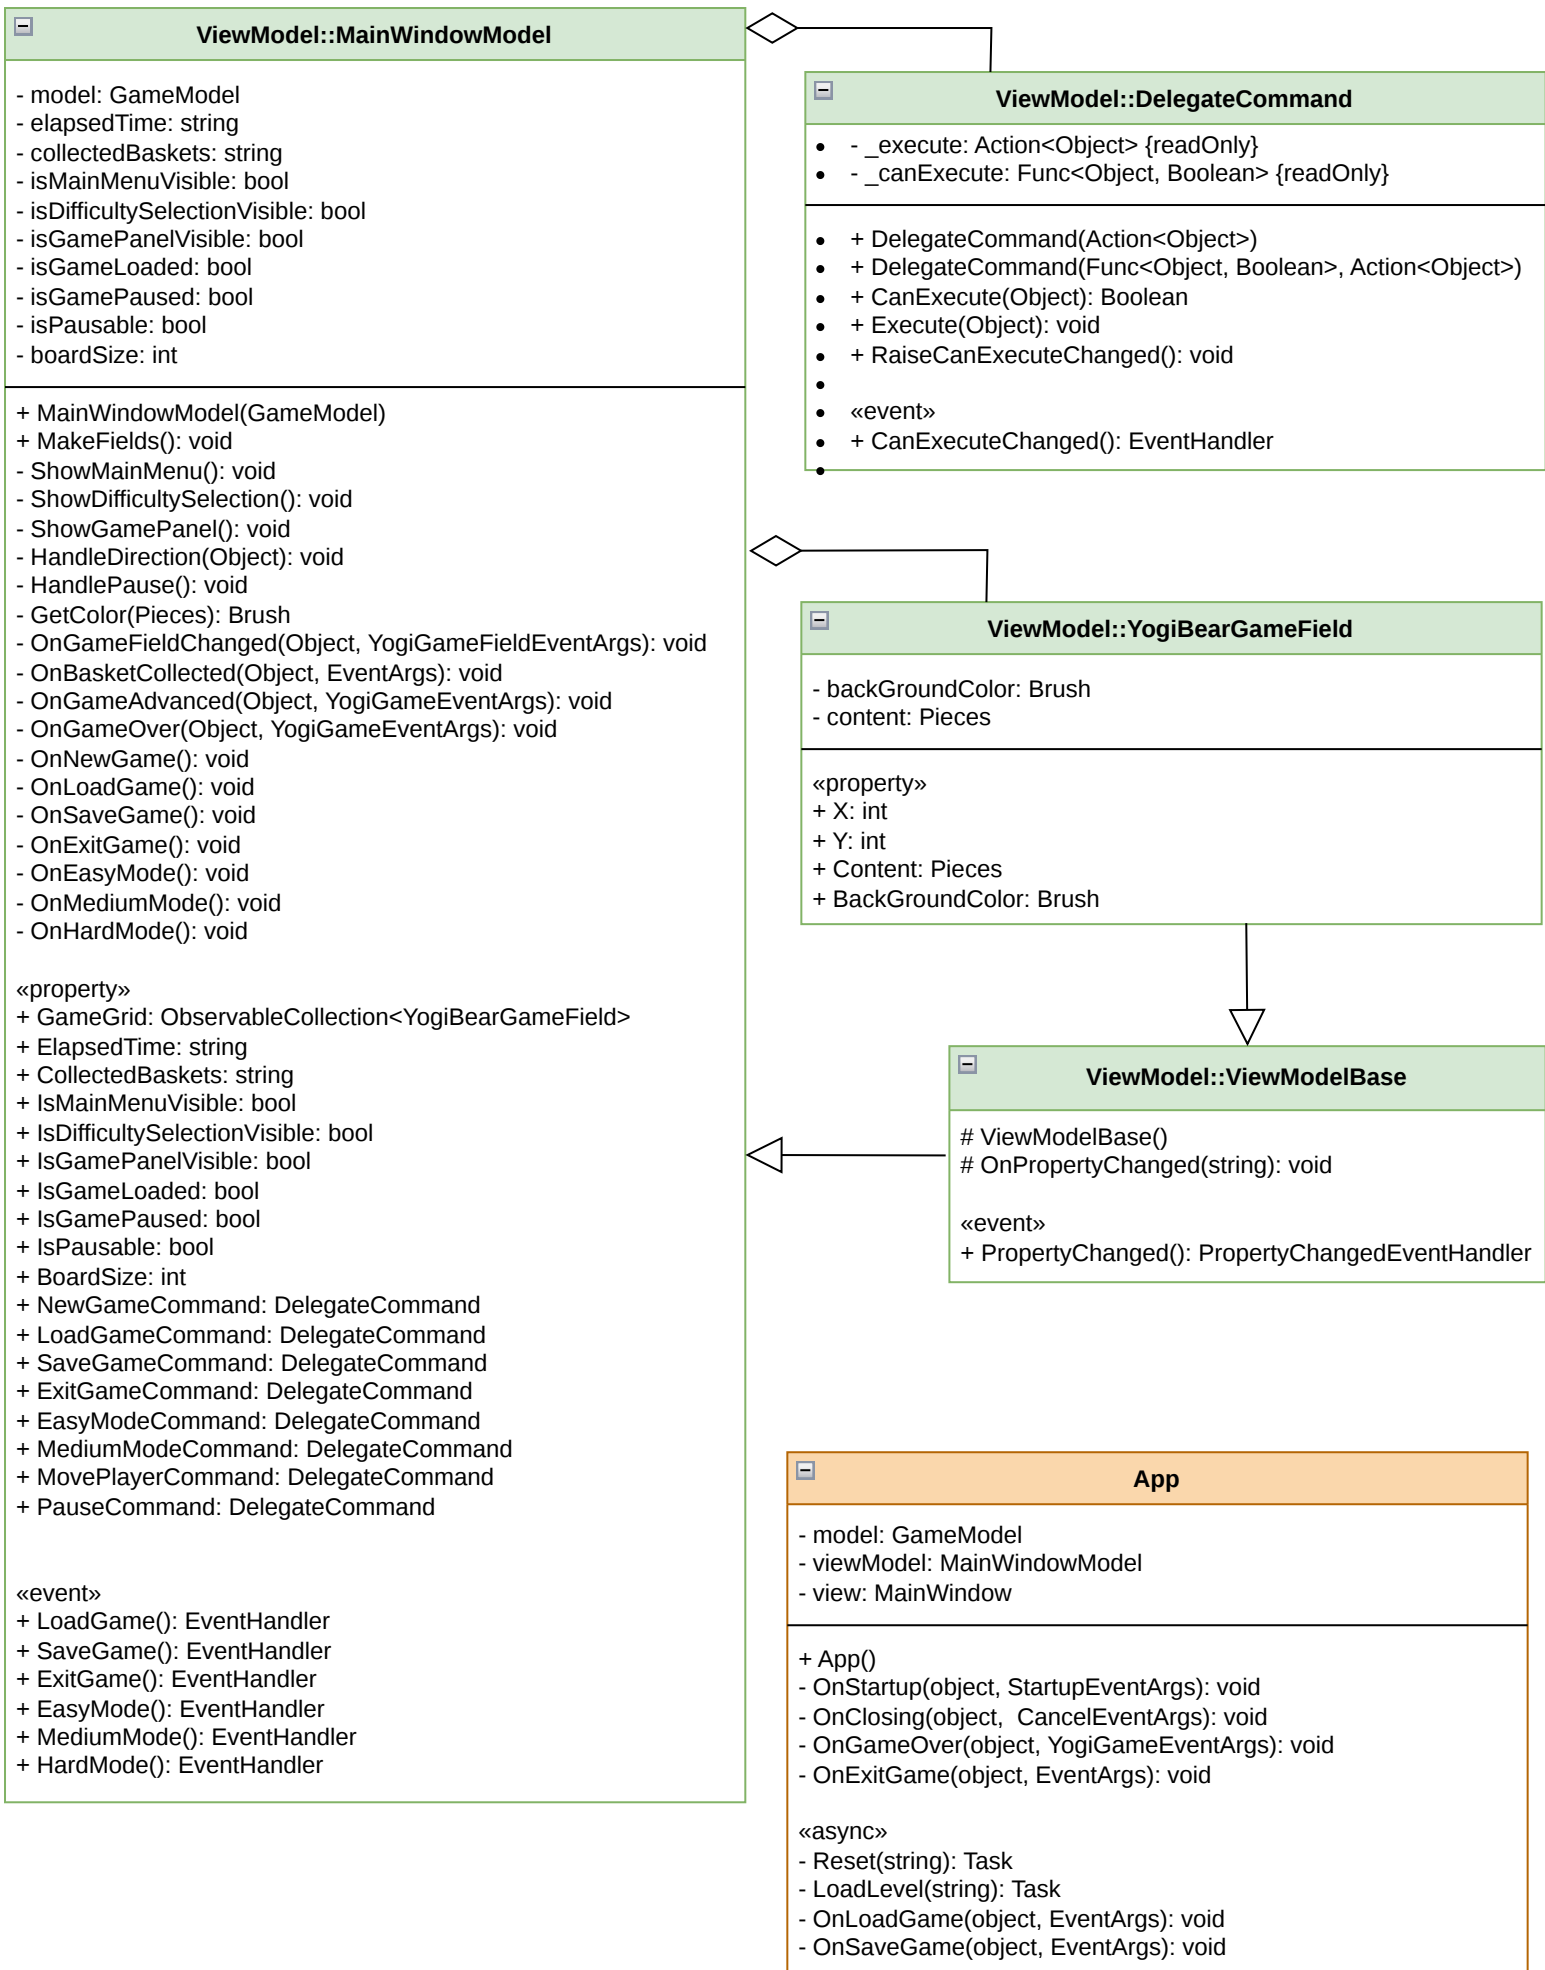 ViewModel::MainWindowModel
- model: GameModel
- elapsedTime: string
- collectedBaskets: string
- isMainMenuVisible: bool
- isDifficultySelectionVisible: bool
- isGamePanelVisible: bool
- isGameLoaded: bool
- isGamePaused: bool
- isPausable: bool
- boardSize: int
+ MainWindowModel(GameModel)
+ MakeFields(): void
- ShowMainMenu(): void
- ShowDifficultySelection(): void
- ShowGamePanel(): void
- HandleDirection(Object): void
- HandlePause(): void
- GetColor(Pieces): Brush
- OnGameFieldChanged(Object, YogiGameFieldEventArgs): void
- OnBasketCollected(Object, EventArgs): void
- OnGameAdvanced(Object, YogiGameEventArgs): void
- OnGameOver(Object, YogiGameEventArgs): void
- OnNewGame(): void
- OnLoadGame(): void
- OnSaveGame(): void
- OnExitGame(): void
- OnEasyMode(): void
- OnMediumMode(): void
- OnHardMode(): void
«property»
+ GameGrid: ObservableCollection<YogiBearGameField>
+ ElapsedTime: string
+ CollectedBaskets: string
+ IsMainMenuVisible: bool
+ IsDifficultySelectionVisible: bool
+ IsGamePanelVisible: bool
+ IsGameLoaded: bool
+ IsGamePaused: bool
+ IsPausable: bool
+ BoardSize: int
+ NewGameCommand: DelegateCommand
+ LoadGameCommand: DelegateCommand
+ SaveGameCommand: DelegateCommand
+ ExitGameCommand: DelegateCommand
+ EasyModeCommand: DelegateCommand
+ MediumModeCommand: DelegateCommand
+ MovePlayerCommand: DelegateCommand
+ PauseCommand: DelegateCommand
«event»
+ LoadGame(): EventHandler
+ SaveGame(): EventHandler
+ ExitGame(): EventHandler
+ EasyMode(): EventHandler
+ MediumMode(): EventHandler
+ HardMode(): EventHandler
ViewModel::DelegateCommand
• - _execute: Action<Object> {readOnly}
• - _canExecute: Func<Object, Boolean> {readOnly}
• + DelegateCommand(Action<Object>)
• + DelegateCommand(Func<Object, Boolean>, Action<Object>)
• + CanExecute(Object): Boolean
• + Execute(Object): void
• + RaiseCanExecuteChanged(): void
•
• «event»
• + CanExecuteChanged(): EventHandler
•
ViewModel::YogiBearGameField
- backGroundColor: Brush
- content: Pieces
«property»
+ X: int
+ Y: int
+ Content: Pieces
+ BackGroundColor: Brush
ViewModel::ViewModelBase
# ViewModelBase()
# OnPropertyChanged(string): void
«event»
+ PropertyChanged(): PropertyChangedEventHandler
App
- model: GameModel
- viewModel: MainWindowModel
- view: MainWindow
+ App()
- OnStartup(object, StartupEventArgs): void
- OnClosing(object,  CancelEventArgs): void
- OnGameOver(object, YogiGameEventArgs): void
- OnExitGame(object, EventArgs): void
«async»
- Reset(string): Task
- LoadLevel(string): Task
- OnLoadGame(object, EventArgs): void
- OnSaveGame(object, EventArgs): void